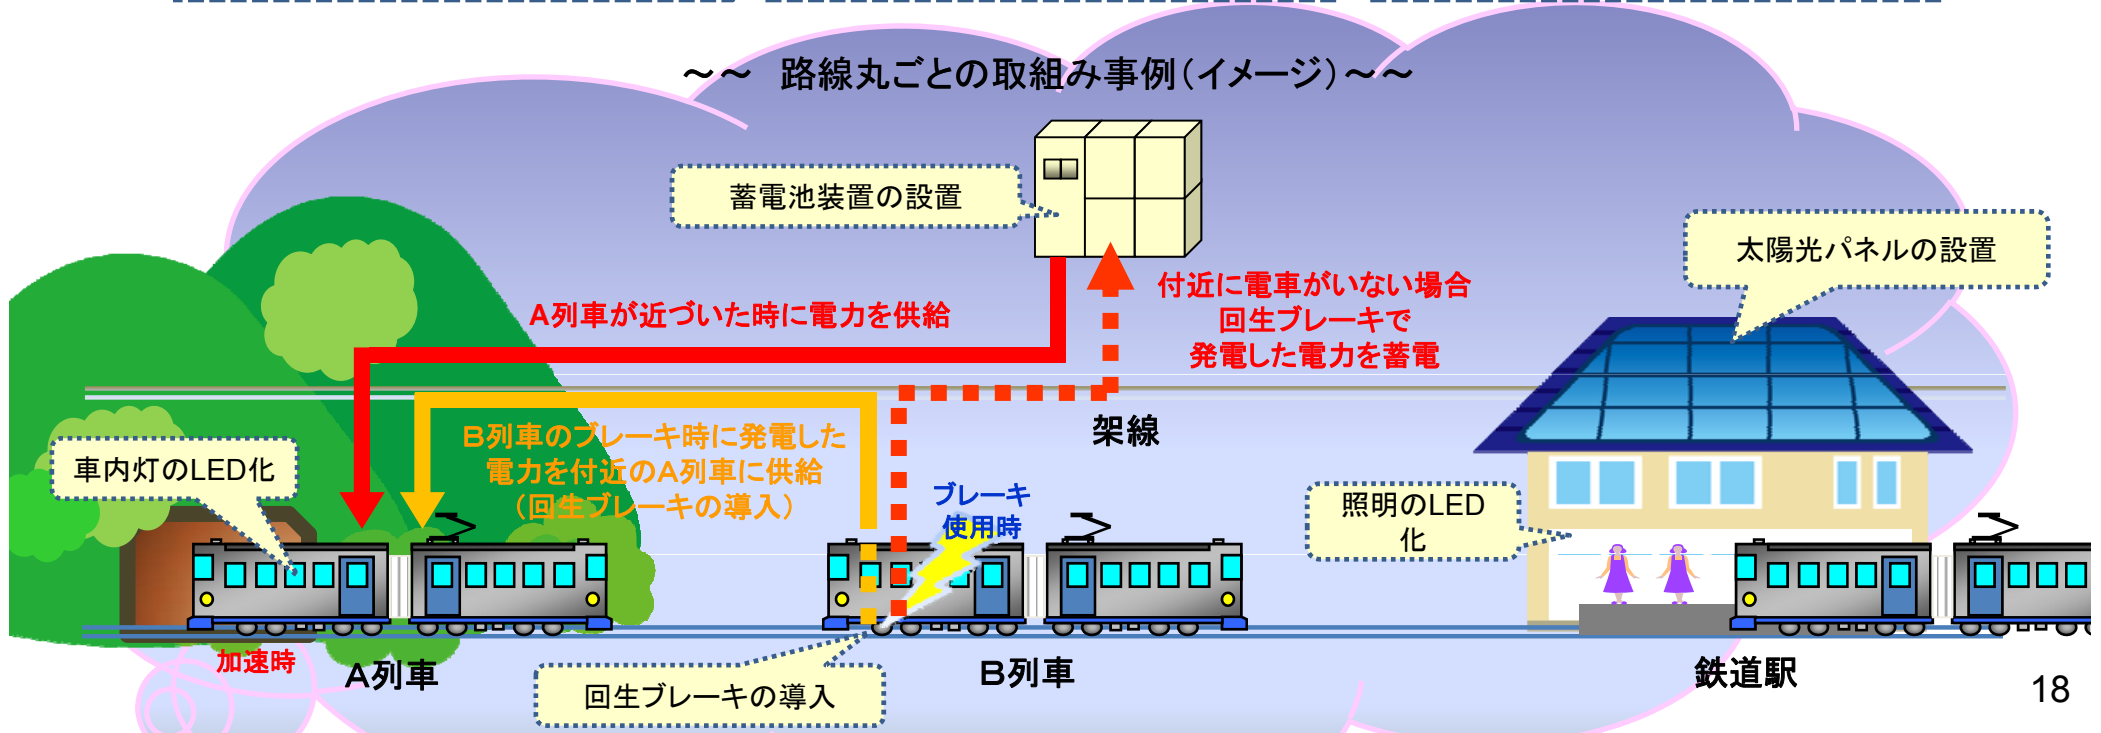 ～～　路線丸ごとの取組み事例（イメージ）～～
蓄電池装置の設置
太陽光パネルの設置
A列車が近づいた時に電力を供給
付近に電車がいない場合
回生ブレーキで
発電した電力を蓄電
架線
B列車のブレーキ時に発電した
電力を付近のA列車に供給
（回生ブレーキの導入）
車内灯のLED化
ブレーキ
使用時
照明のLED
化
加速時
A列車
回生ブレーキの導入
B列車
鉄道駅
18